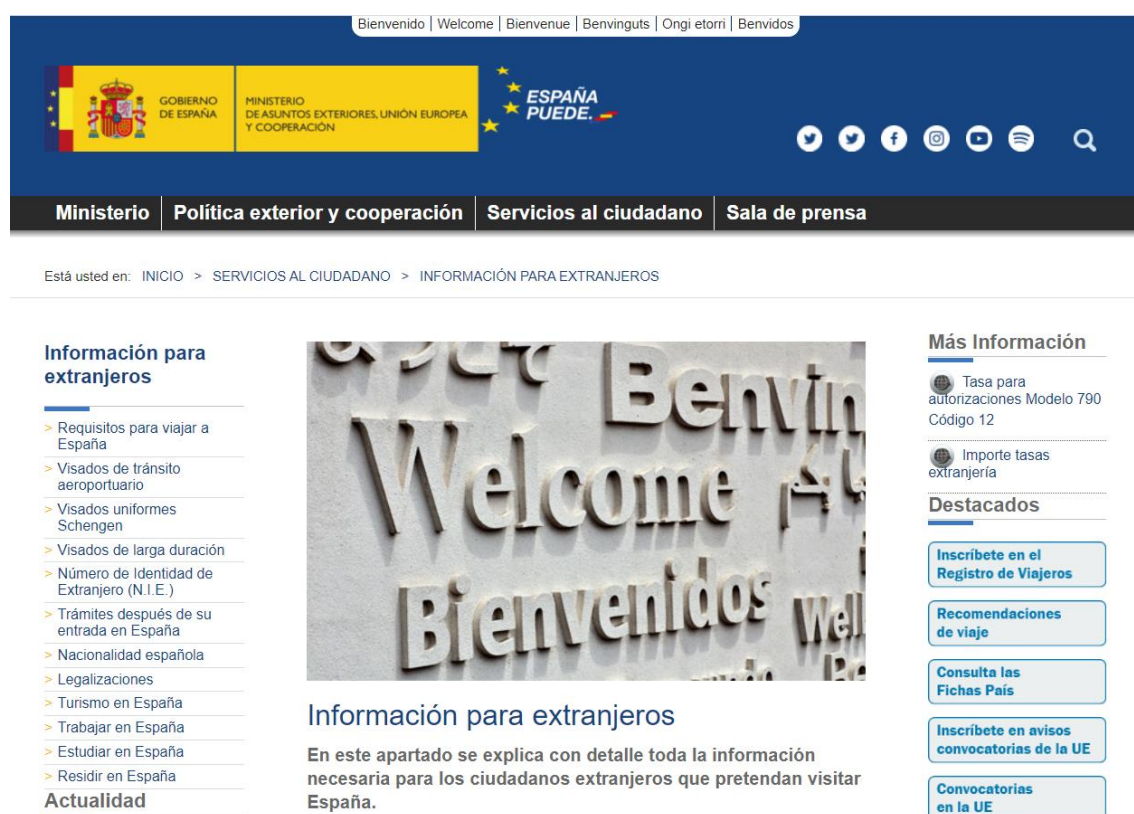 Bienvenido | Welcome | Bienvenue | Benvinguts | Ongi etorri | Benvidos
GOBIERNO
DE ESPAÑA
MINISTERIO
DE ASUNTOS EXTERIORES, UNIÓN EUROPEA
Y COOPERACIÓN
ESPAÑA
PUEDE.
Ministerio
Política exterior y cooperación
Servicios al ciudadano
Sala de prensa
Está usted en: INICIO > SERVICIOS AL CIUDADANO > INFORMACIÓN PARA EXTRANJEROS
Información para
extranjeros
> Requisitos para viajar a
España
> Visados de tránsito
aeroportuario
> Visados uniformes
Schengen
> Visados de larga duración
> Número de Identidad de
Extranjero (N.I.E.)
> Trámites después de su
entrada en España
> Nacionalidad española
> Legalizaciones
> Turismo en España
> Trabajar en España
> Estudiar en España
> Residir en España
Actualidad
Benvin
Welcome
Bienvenidos
Well
Información para extranjeros
En este apartado se explica con detalle toda la información
necesaria para los ciudadanos extranjeros que pretendan visitar
España.
Más Información
Tasa para
autorizaciones Modelo 790
Código 12
Importe tasas
extranjería
Destacados
Inscríbete en el
Registro de Viajeros
Recomendaciones
de viaje
Consulta las
Fichas País
Inscríbete en avisos
convocatorias de la UE
Convocatorias
en la UE